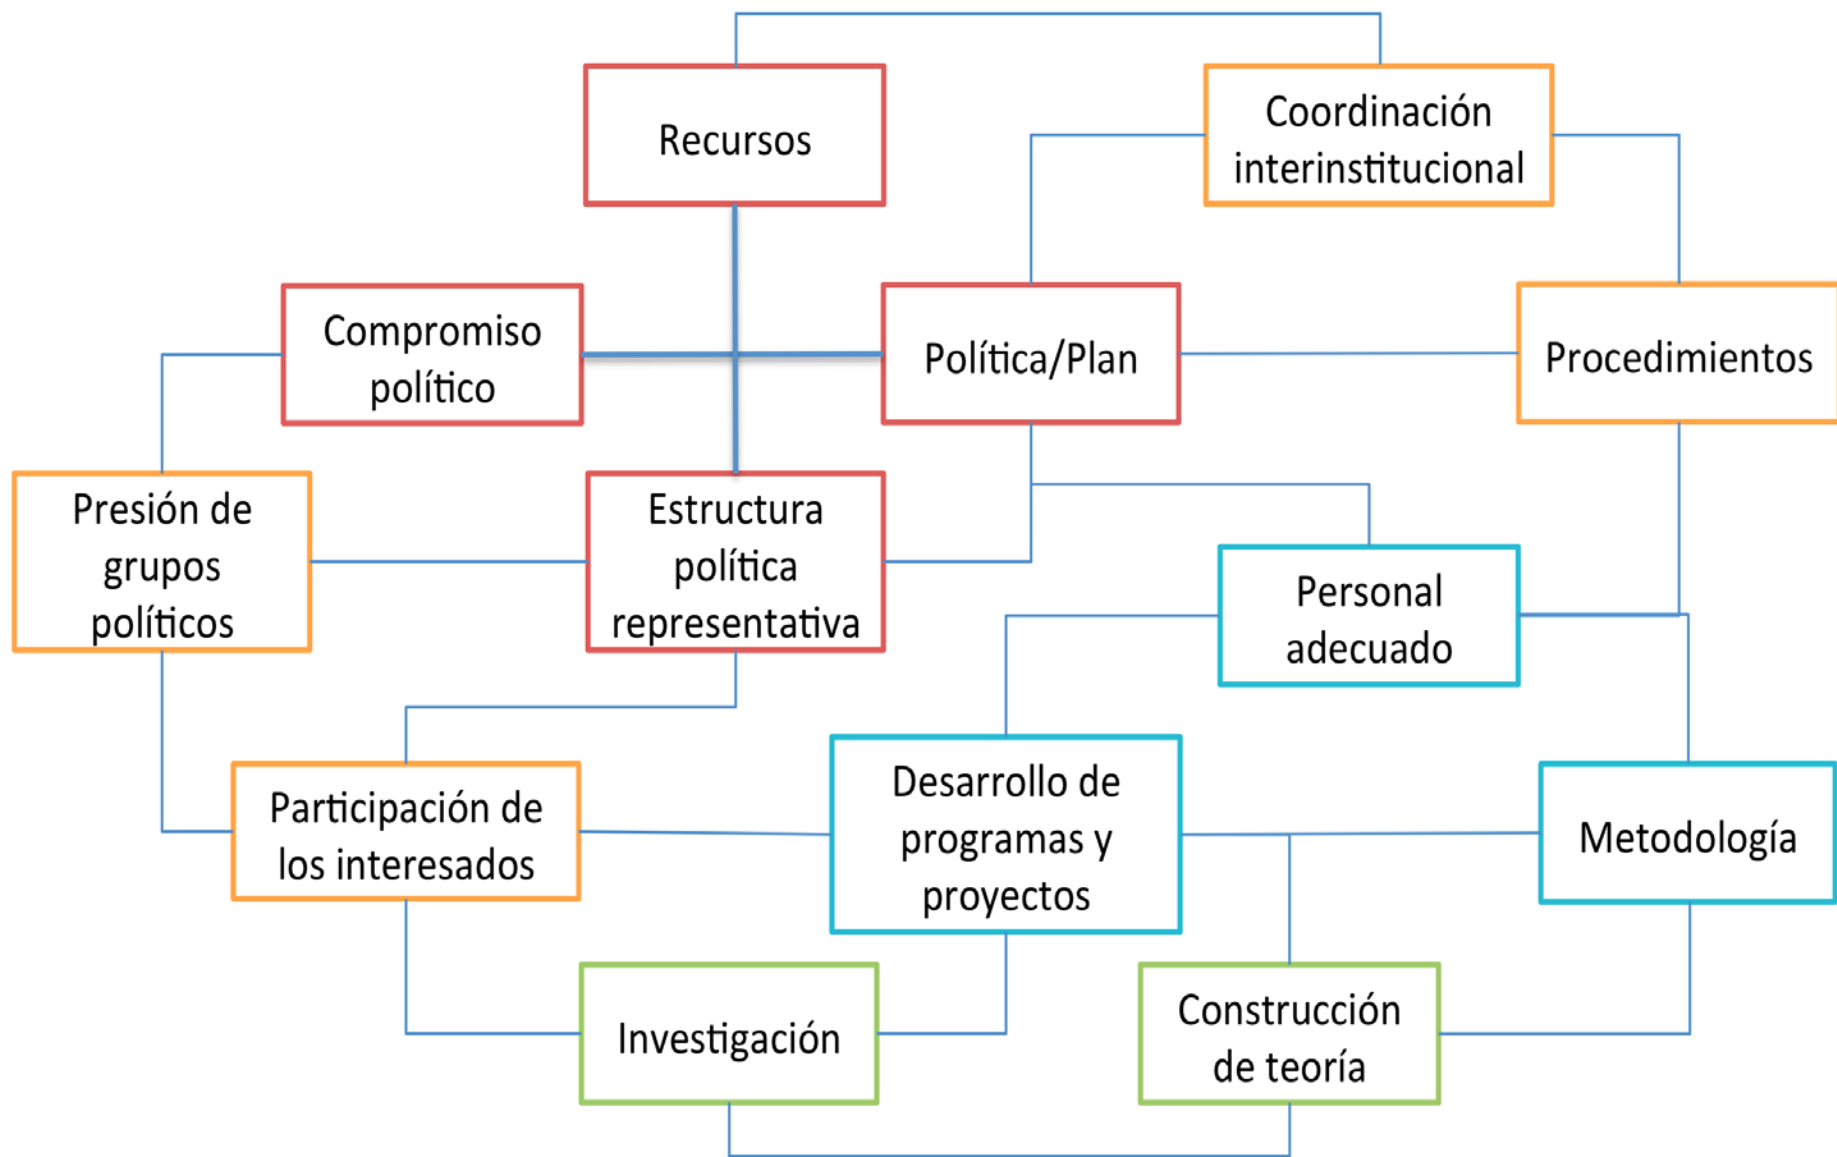 Recursos
Coordinación
interinstitucional
Compromiso
político
Política/Plan
Procedimientos
Presión de
grupos
políticos
Estructura
política
representativa
Personal
adecuado
Participación de
los interesados
Desarrollo de
programas y
proyectos
Metodología
Investigación
Construcción
de teoría